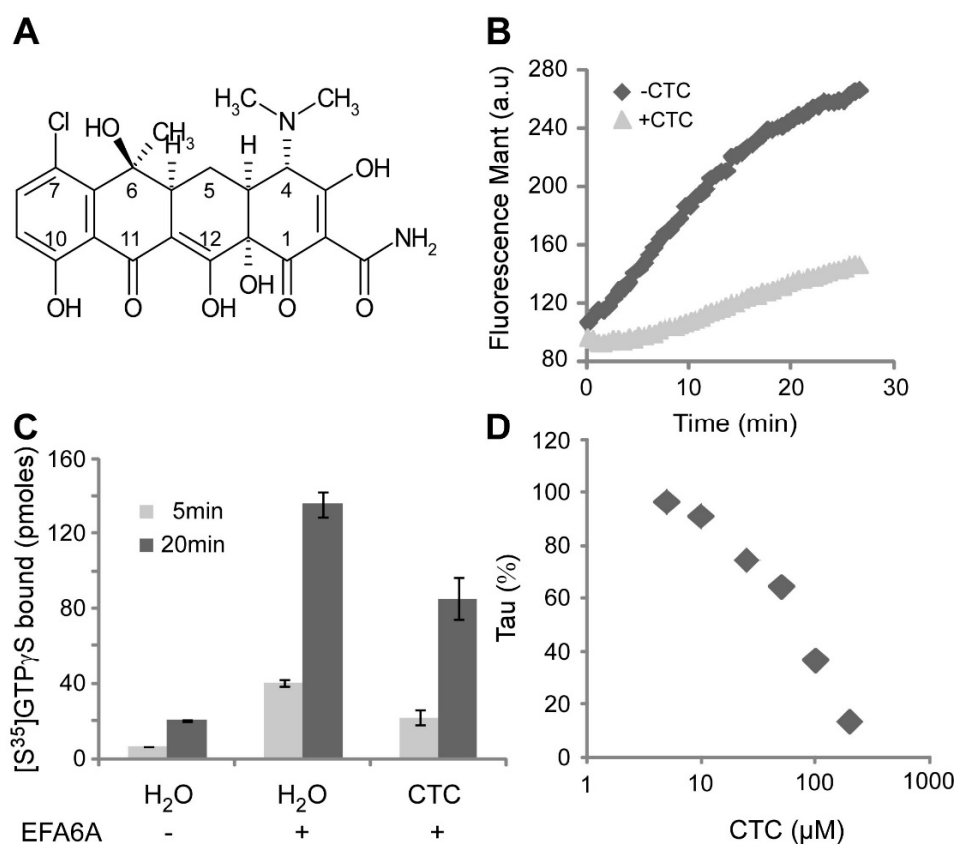 A
H₃C CH₃
N
Cl
HO CH₃ H H
OH
7 6 5 4
NH₂
10 11 12 1
OH O OH OH O O
B
Fluorescence Mant (a.u)
280
240
200
160
120
80
-CTC
+CTC
0 10 20 30
Time (min)
C
[S³⁵]GTPγS bound (pmoles)
160
120
80
40
0
5min
20min
H₂O H₂O CTC
EFA6A - + +
D
Tau (%)
120
100
80
60
40
20
0
1 10 100 1000
CTC (µM)